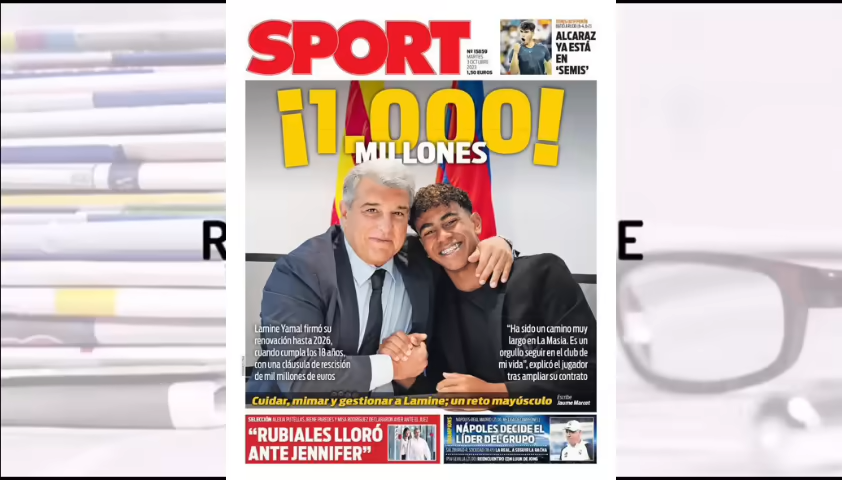 SPORT
Nº 15859
MARTES
3 OCTUBRE
2023
1,50 EUROS
ALCARAZ
YA ESTÁ
EN
‘SEMIS’
¡1.000!
MILLONES
Lamine Yamal firmó su
renovación hasta 2026,
cuando cumpla los 18 años,
con una cláusula de rescisión
de mil millones de euros
“Ha sido un camino muy
largo en La Masia. Es un
orgullo seguir en el club de
mi vida”, explicó el jugador
tras ampliar su contrato
Cuidar, mimar y gestionar a Lamine; un reto mayúsculo
Escribe
Jaume Marcet
“RUBIALES LLORÓ
ANTE JENNIFER”
NÁPOLES DECIDE EL
LÍDER DEL GRUPO
R
E